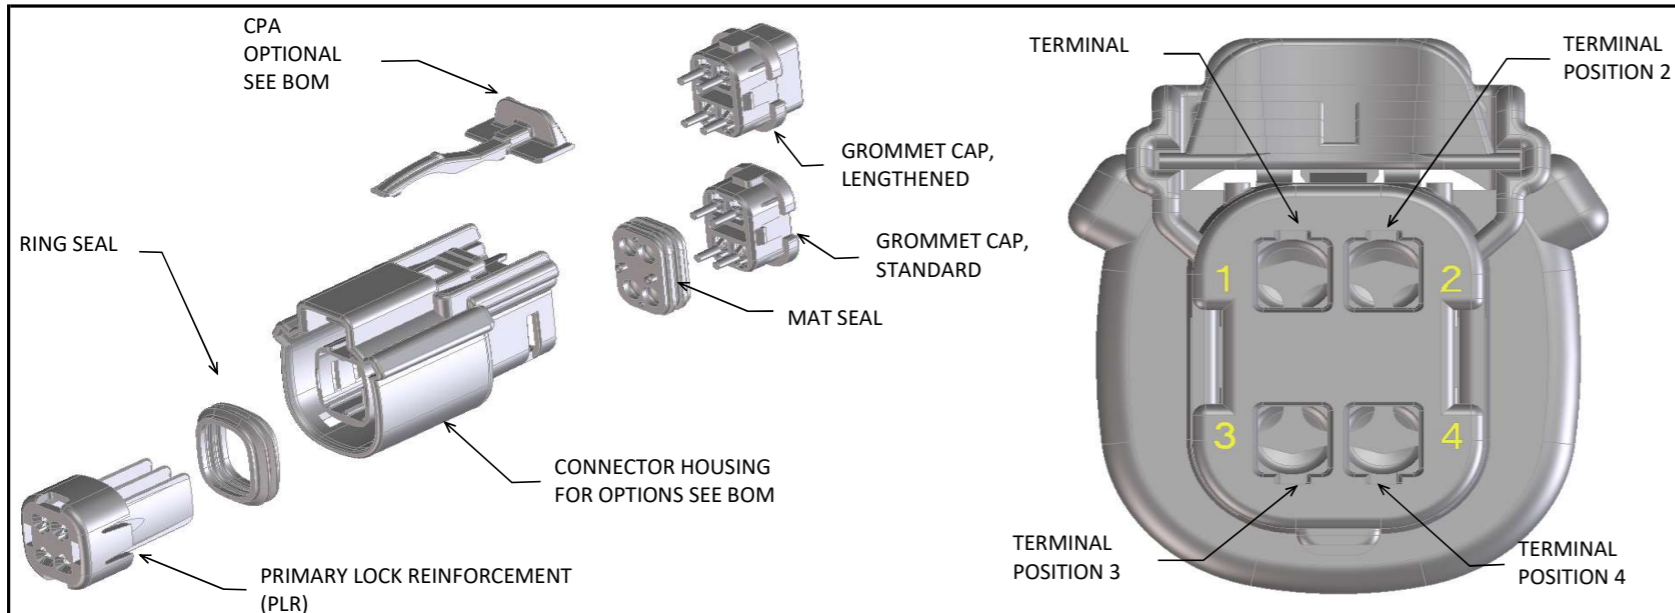 CPA
OPTIONAL
SEE BOM
GROMMET CAP,
LENGTHENED
RING SEAL
GROMMET CAP,
STANDARD
MAT SEAL
CONNECTOR HOUSING
FOR OPTIONS SEE BOM
PRIMARY LOCK REINFORCEMENT
(PLR)
TERMINAL
TERMINAL
POSITION 2
1
2
3
4
TERMINAL
POSITION 3
TERMINAL
POSITION 4